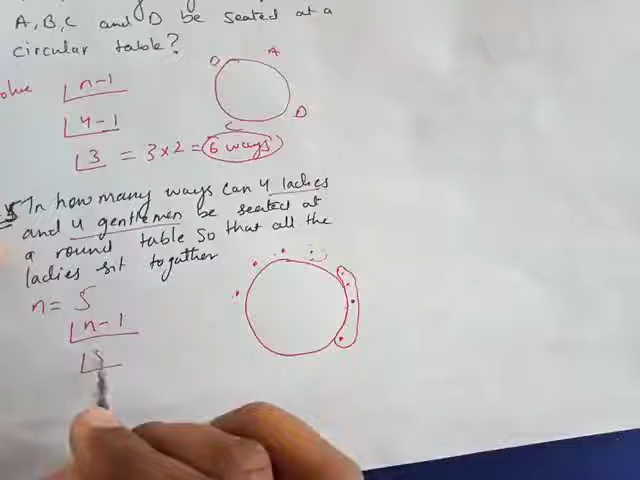 A, B, C and D be seated at a
circular table?
n-1
4-1
3 = 3×2 = 6 ways
D
A
D
C
In how many ways can 4 ladies
and 4 gentlemen be seated at
a round table so that all the
ladies sit togather
n = 5
n-1
5